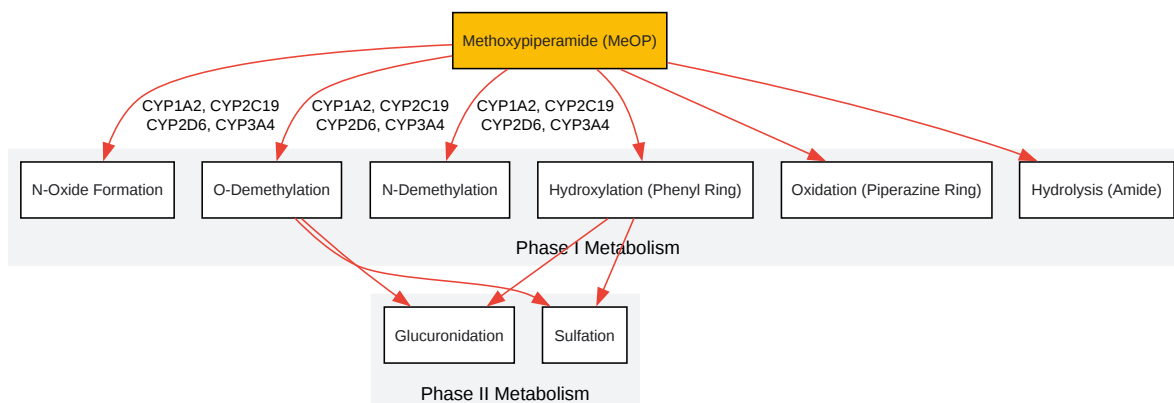 Methoxypiperamide (MeOP)
CYP1A2, CYP2C19
CYP2D6, CYP3A4
CYP1A2, CYP2C19
CYP2D6, CYP3A4
CYP1A2, CYP2C19
CYP2D6, CYP3A4
N-Oxide Formation
O-Demethylation
N-Demethylation
Hydroxylation (Phenyl Ring)
Oxidation (Piperazine Ring)
Hydrolysis (Amide)
Phase I Metabolism
Glucuronidation
Sulfation
Phase II Metabolism